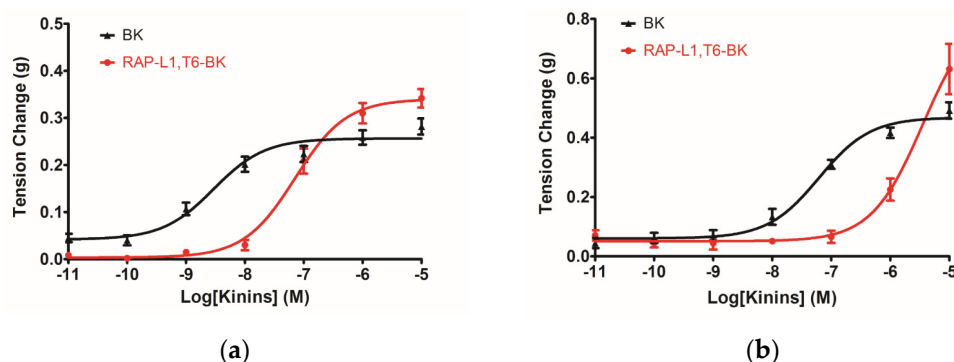 0.5
0.4
0.3
0.2
0.1
0.0
Tension Change (g)
BK
RAP-L1,T6-BK
-11 -10 -9 -8 -7 -6 -5
Log[Kinins] (M)
(a)
0.8
0.6
0.4
0.2
0.0
Tension Change (g)
BK
RAP-L1,T6-BK
-11 -10 -9 -8 -7 -6 -5
Log[Kinins] (M)
(b)